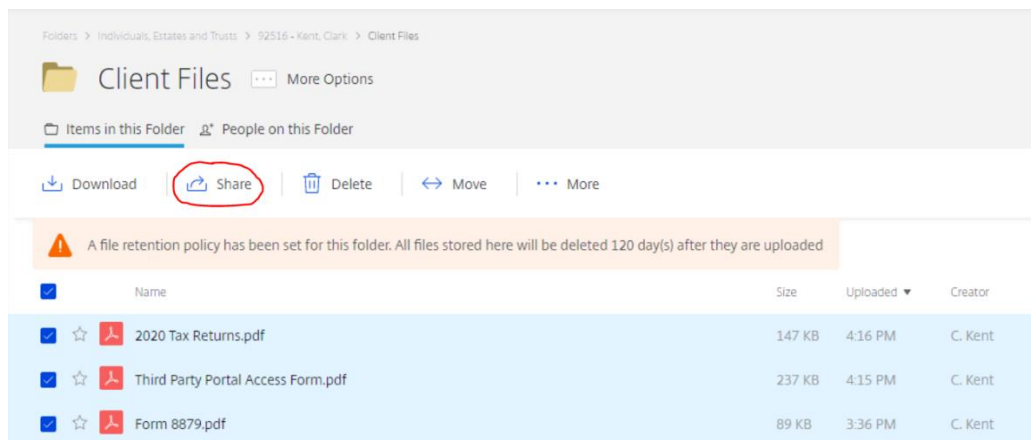 Folders > Individuals, Estates and Trusts > 92516 - Kent, Clark > Client Files
Client Files ··· More Options
Items in this Folder People on this Folder
Download Share Delete Move ··· More
A file retention policy has been set for this folder. All files stored here will be deleted 120 day(s) after they are uploaded
Name Size Uploaded ▼ Creator
2020 Tax Returns.pdf 147 KB 4:16 PM C. Kent
Third Party Portal Access Form.pdf 237 KB 4:15 PM C. Kent
Form 8879.pdf 89 KB 3:36 PM C. Kent